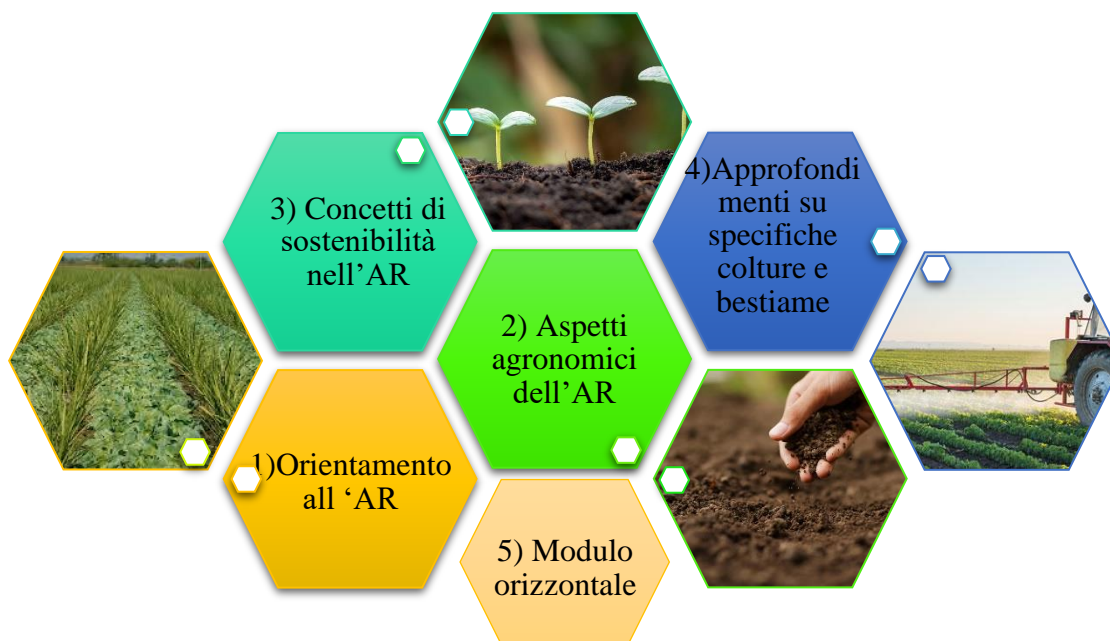 3) Concetti di
sostenibilità
nell’AR
4)Approfondi
menti su
specifiche
colture e
bestiame
2) Aspetti
agronomici
dell’AR
1)Orientamento
all ‘AR
5) Modulo
orizzontale